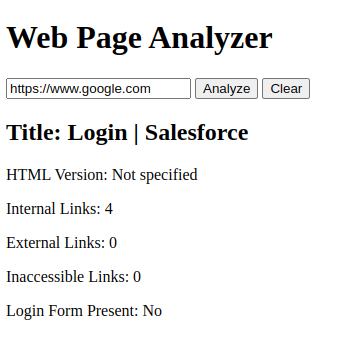 Web Page Analyzer
https://www.google.com Analyze Clear
Title: Login | Salesforce
HTML Version: Not specified
Internal Links: 4
External Links: 0
Inaccessible Links: 0
Login Form Present: No